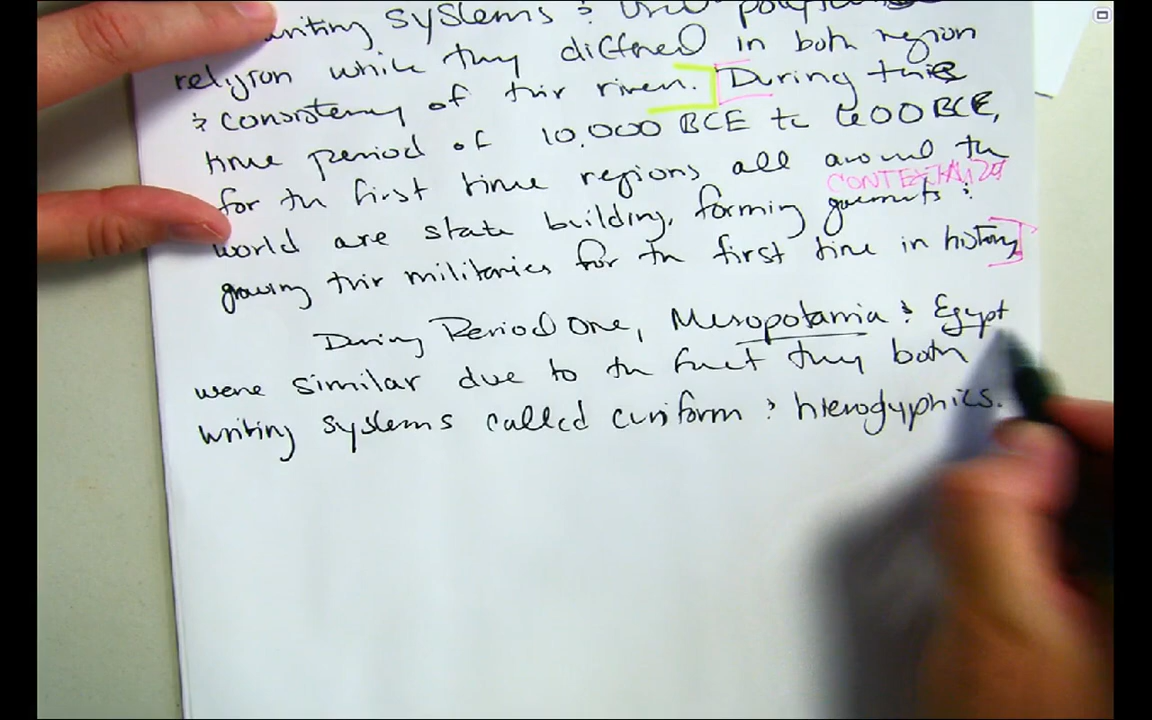 writing systems &
religion while they differed in both region
& consistency of their rivers. During this
time period of 10,000 BCE to 600 BCE,
for the first time regions all around the
CONTEXTUALIZA
world are state building, forming governments &
growing their militaries for the first time in history
During Period One, Mesopotamia & Egypt
were similar due to the fact they both
writing systems called cuniform & hieroglyphics.